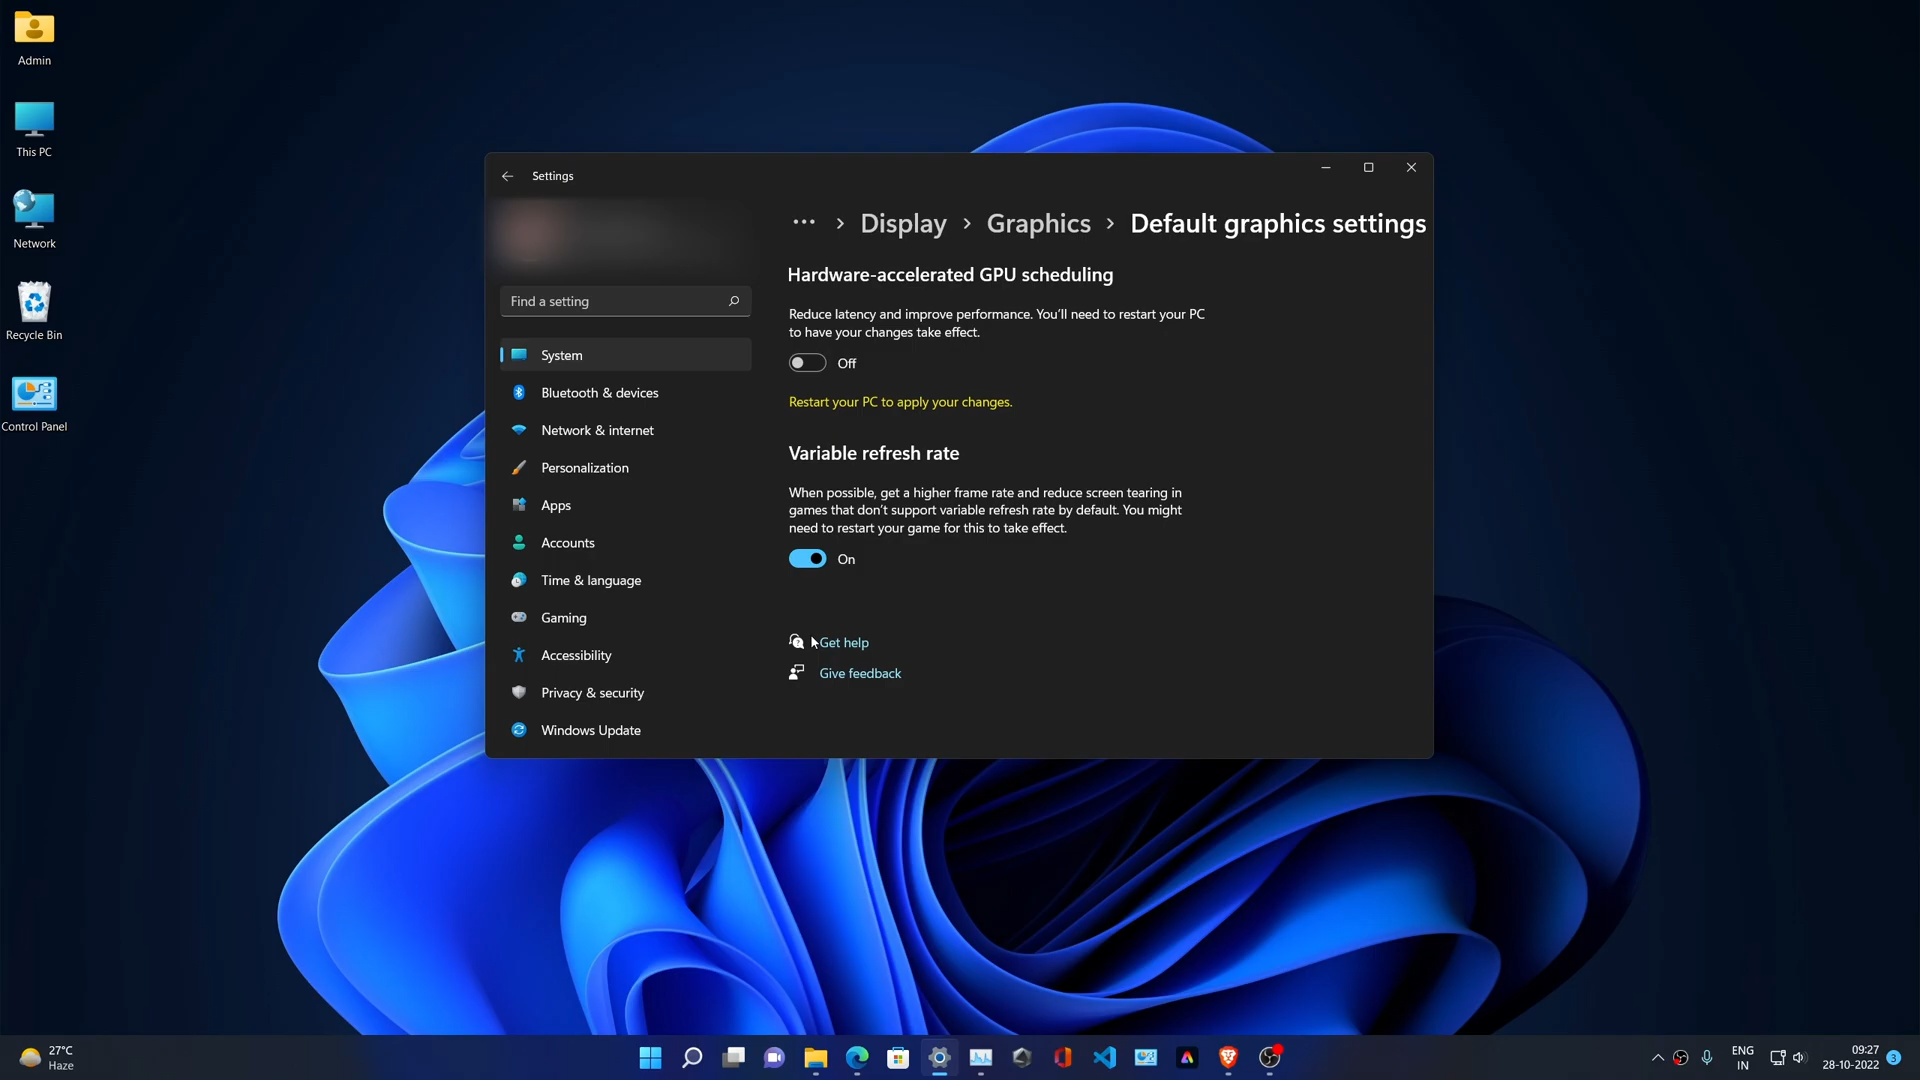 Admin
This PC
Network
Recycle Bin
Control Panel
Settings
··· > Display > Graphics > Default graphics settings
Find a setting
System
Bluetooth & devices
Network & internet
Personalization
Apps
Accounts
Time & language
Gaming
Accessibility
Privacy & security
Windows Update
Hardware-accelerated GPU scheduling
Reduce latency and improve performance. You'll need to restart your PC
to have your changes take effect.
Off
Restart your PC to apply your changes.
Variable refresh rate
When possible, get a higher frame rate and reduce screen tearing in
games that don't support variable refresh rate by default. You might
need to restart your game for this to take effect.
On
Get help
Give feedback
27°C
Haze
ENG
IN
09:27
28-10-2022
3